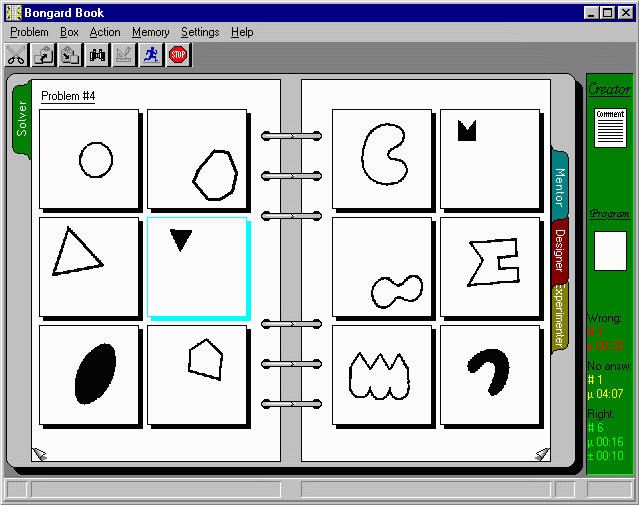 Bongard Book
Problem Box Action Memory Settings Help
STOP
Problem #4
Solver
Mentor
Designer
Experimenter
Creator
Comment
Program
Wrong:
No answ:
# 1
µ 04:07
Right:
# 6
µ 00:16
± 00:10